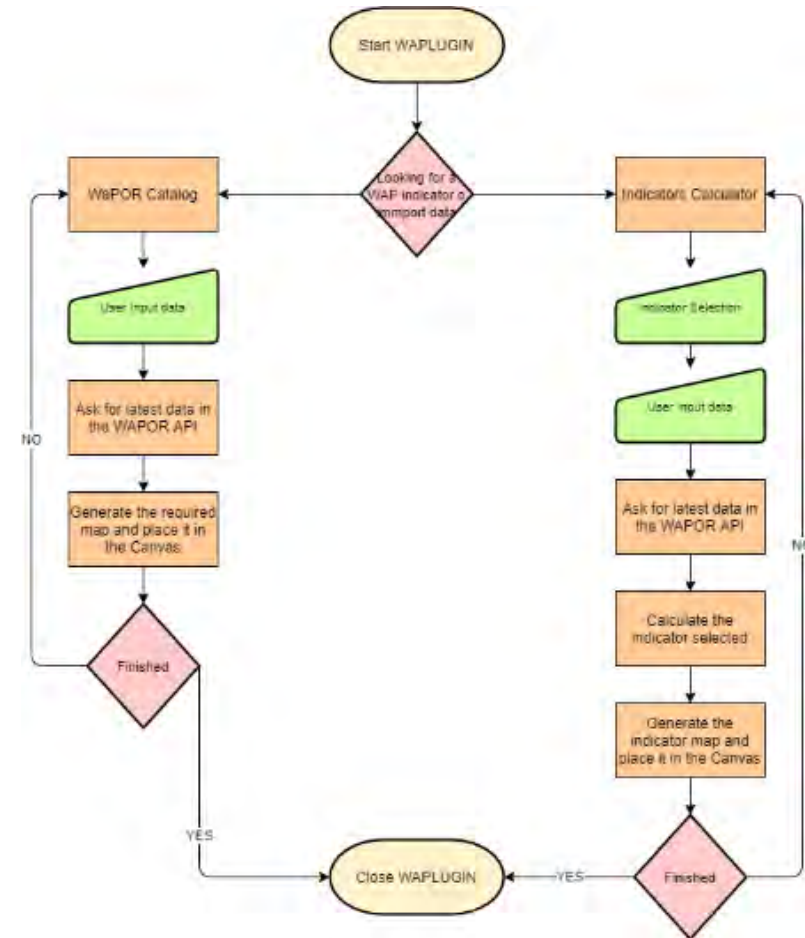 Start WAPLUGIN
Looking for a
WAP indicator o
immport data
WaPOR Catalog
Indicators Calculator
User Input data
Indicator Selection
Ask for latest data in
the WAPOR API
User Input data
NO
Generate the required
map and place it in
the Canvas
Ask for latest data in
the WAPOR API
NO
Calculate the
indicator selected
Finished
Generate the
indicator map and
place it in the Canvas
YES
Close WAPLUGIN
YES
Finished